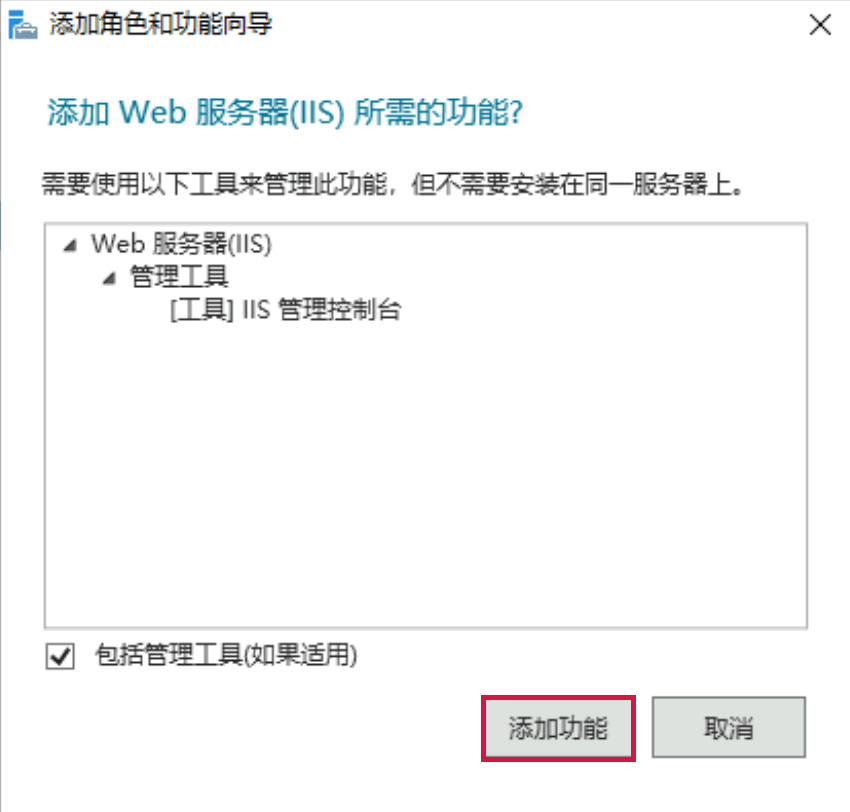 添加角色和功能向导
添加 Web 服务器(IIS) 所需的功能?
需要使用以下工具来管理此功能，但不需要安装在同一服务器上。
Web 服务器(IIS)
管理工具
[工具] IIS 管理控制台
包括管理工具(如果适用)
添加功能
取消